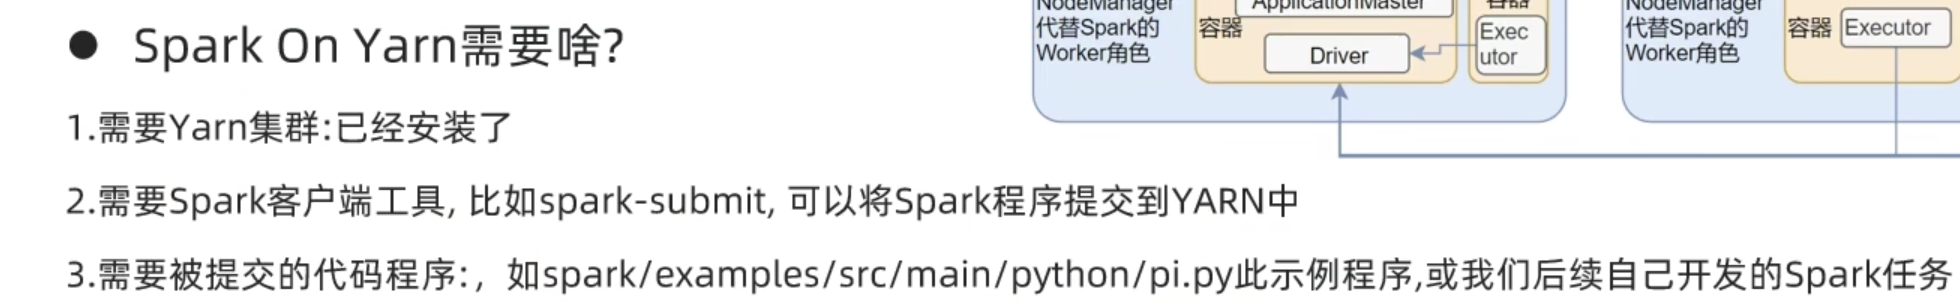 ● Spark On Yarn需要啥?
1.需要Yarn集群:已经安装了
2.需要Spark客户端工具, 比如spark-submit, 可以将Spark程序提交到YARN中
3.需要被提交的代码程序:，如spark/examples/src/main/python/pi.py此示例程序,或我们后续自己开发的Spark任务
NodeManager
代替Spark的
Worker角色
容器
ApplicationMaster
Driver
容器
Exec
utor
NodeManager
代替Spark的
Worker角色
容器
Executor